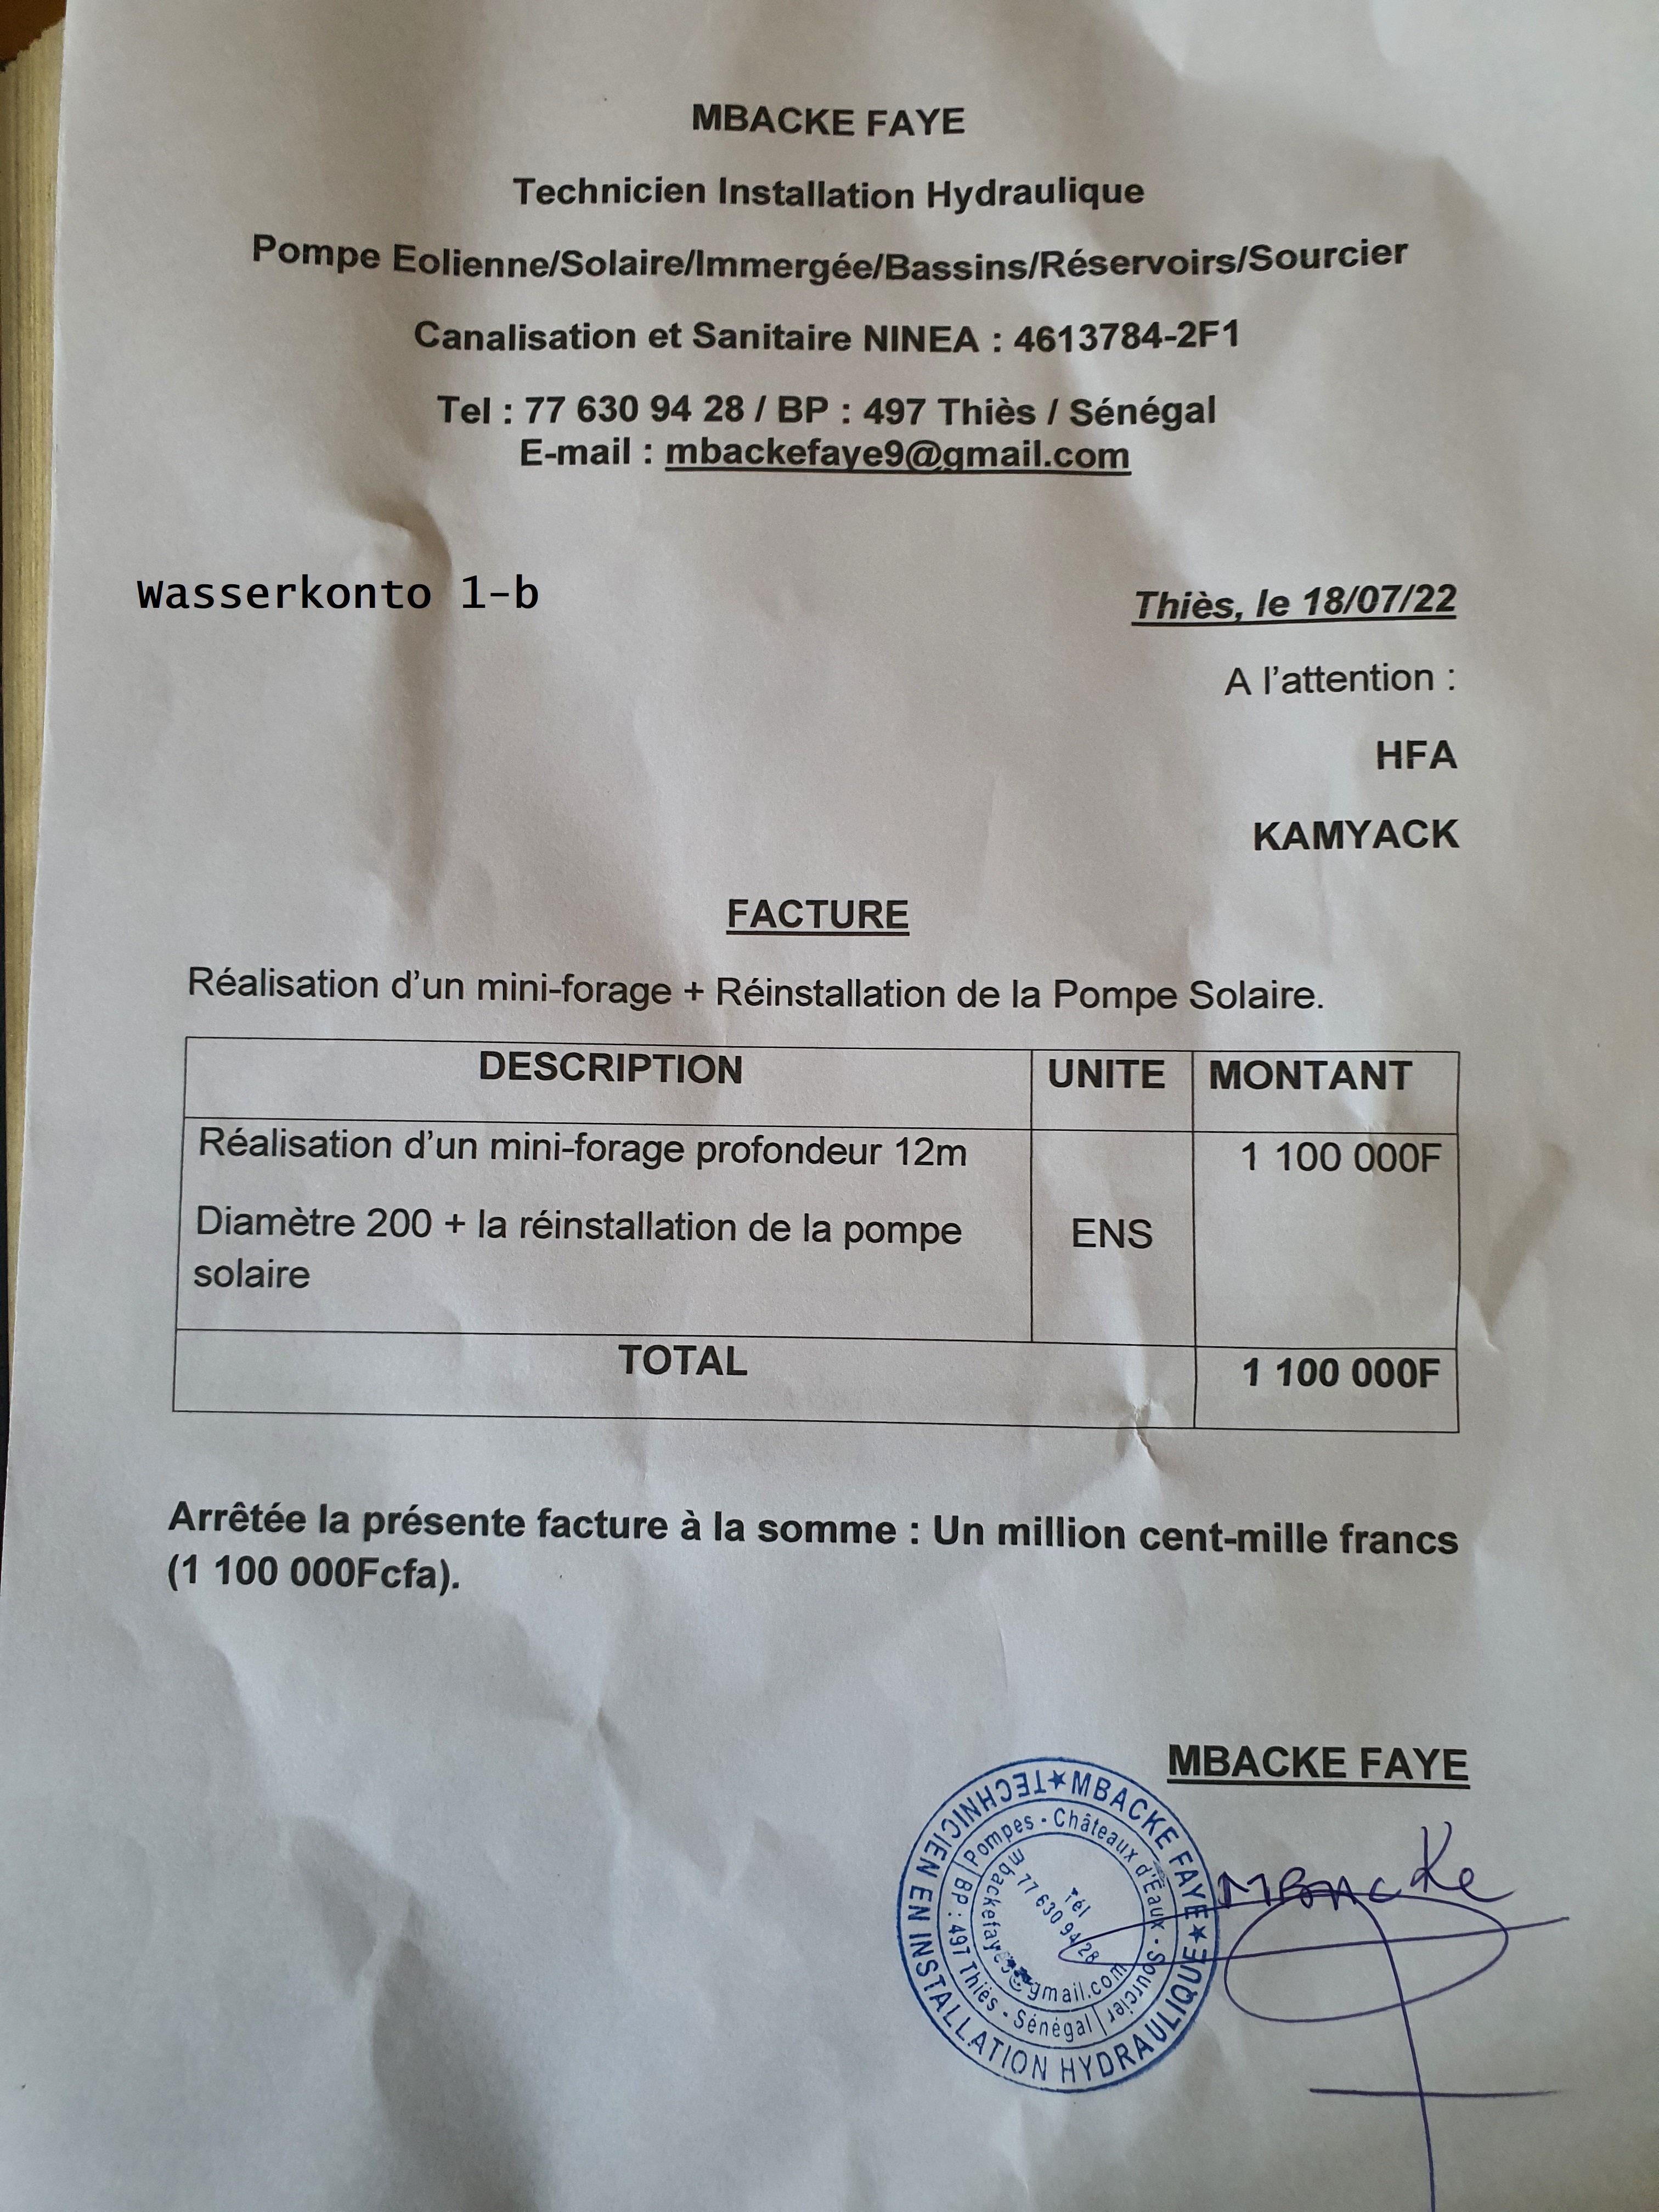 MBACKE FAYE
Technicien Installation Hydraulique
Pompe Eolienne/Solaire/Immergée/Bassins/Réservoirs/Sourcier
Canalisation et Sanitaire NINEA : 4613784-2F1
Tel : 77 630 94 28 / BP : 497 Thiès / Sénégal
E-mail : mbackefaye9@gmail.com
Wasserkonto 1-b
Thiès, le 18/07/22
A l'attention :
HFA
KAMYACK
FACTURE
Réalisation d'un mini-forage + Réinstallation de la Pompe Solaire.
DESCRIPTION UNITE MONTANT
Réalisation d'un mini-forage profondeur 12m 1 100 000F
Diamètre 200 + la réinstallation de la pompe ENS
solaire
TOTAL 1 100 000F
Arrêtée la présente facture à la somme : Un million cent-mille francs
(1 100 000Fcfa).
MBACKE FAYE
MBACKE FAYE ★ TECHNICIEN EN INSTALLATION HYDRAULIQUE ★
Pompes - Châteaux d'Eaux - Sourcier
BP : 497 Thiès - Sénégal
mbackefaye9@gmail.com
Tél
77 630 94 28
MBacke